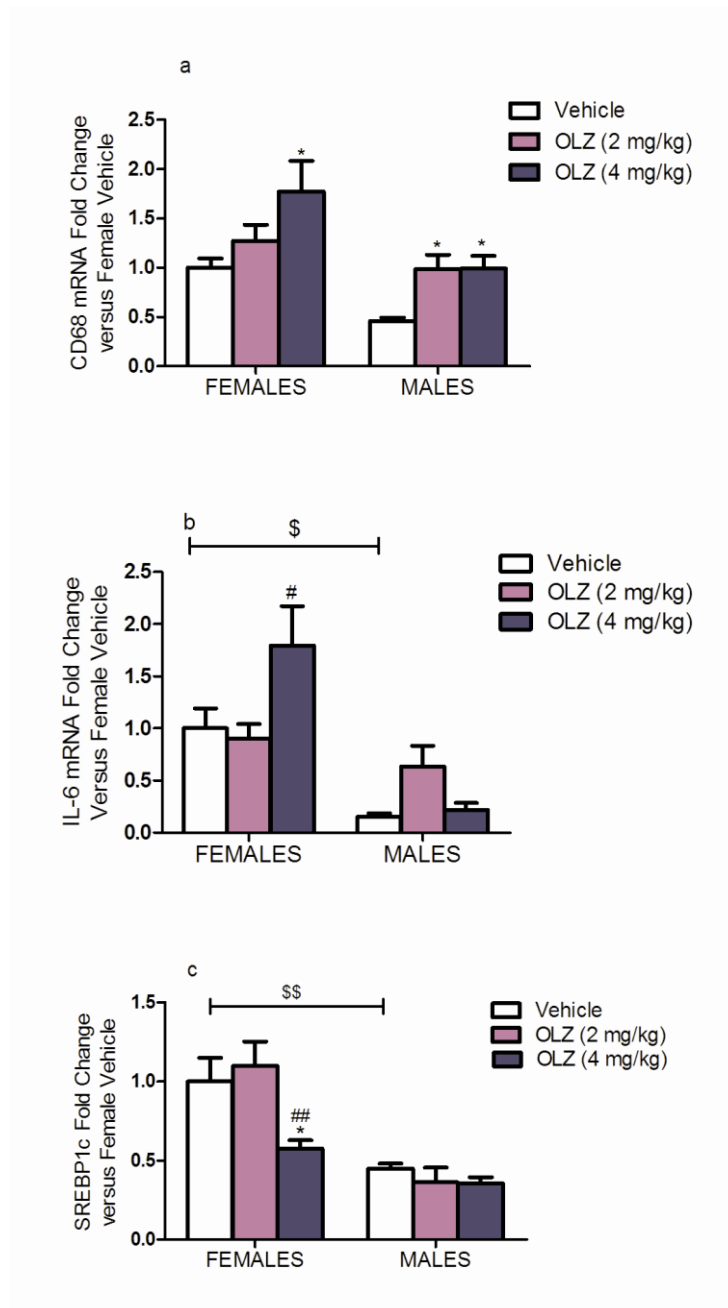 a
Vehicle
OLZ (2 mg/kg)
OLZ (4 mg/kg)
CD68 mRNA Fold Change
versus Female Vehicle
2.5
2.0
1.5
1.0
0.5
0.0
*
* *
FEMALES MALES
b
$
Vehicle
OLZ (2 mg/kg)
OLZ (4 mg/kg)
IL-6 mRNA Fold Change
Versus Female Vehicle
2.5
2.0
1.5
1.0
0.5
0.0
#
FEMALES MALES
c
$$
Vehicle
OLZ (2 mg/kg)
OLZ (4 mg/kg)
SREBP1c Fold Change
versus Female Vehicle
1.5
1.0
0.5
0.0
##
*
FEMALES MALES